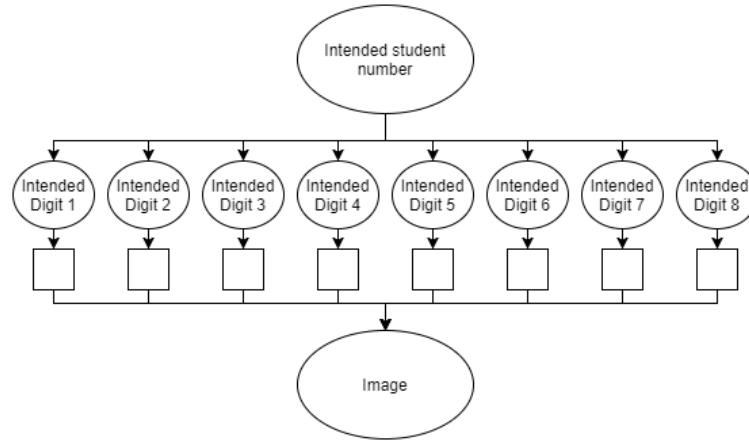 Intended student
number
Intended
Digit 1
Intended
Digit 2
Intended
Digit 3
Intended
Digit 4
Intended
Digit 5
Intended
Digit 6
Intended
Digit 7
Intended
Digit 8
Image